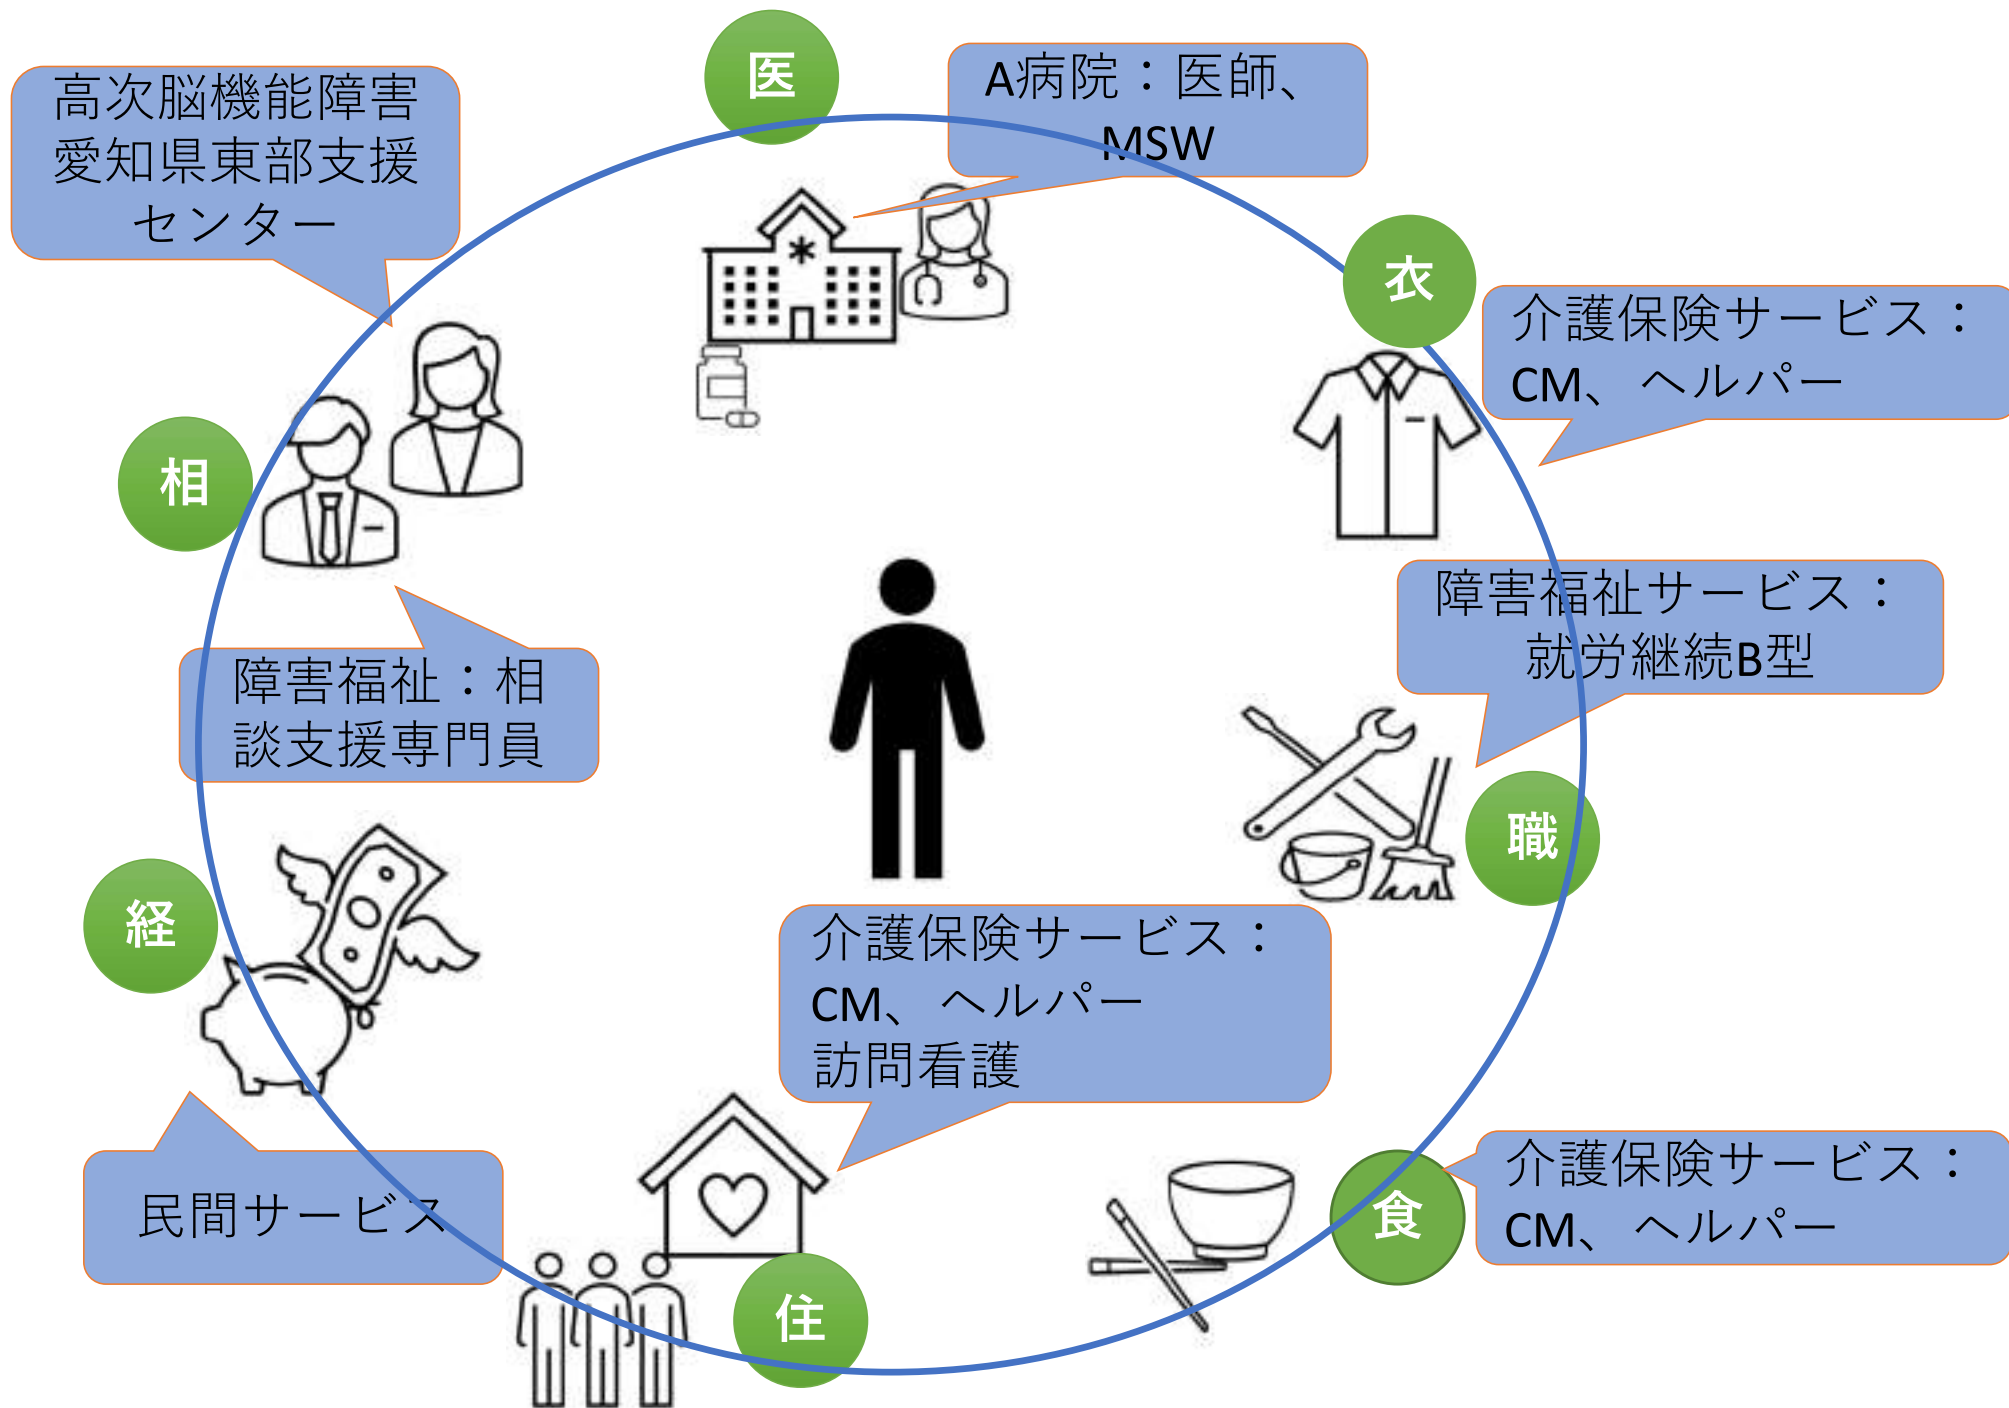 医
A病院：医師、
MSW
高次脳機能障害
愛知県東部支援
センター
衣
介護保険サービス：
CM、ヘルパー
相
障害福祉サービス：
就労継続B型
障害福祉：相
談支援専門員
職
経
介護保険サービス：
CM、ヘルパー
訪問看護
民間サービス
食
介護保険サービス：
CM、ヘルパー
住